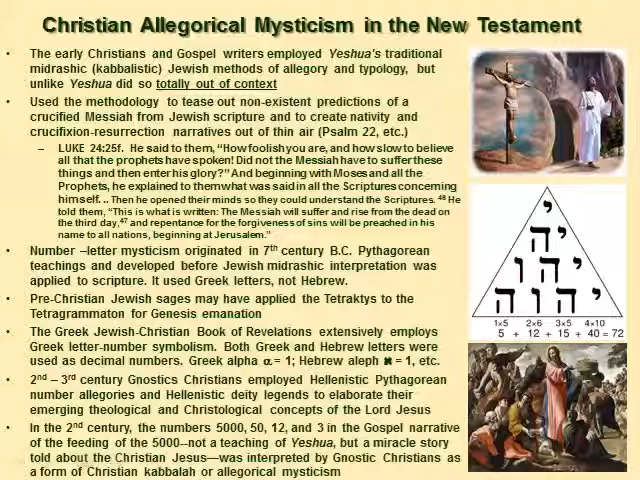 Christian Allegorical Mysticism in the New Testament
• The early Christians and Gospel writers employed Yeshua's traditional
midrashic (kabbalistic) Jewish methods of allegory and typology, but
unlike Yeshua did so totally out of context
• Used the methodology to tease out non-existent predictions of a
crucified Messiah from Jewish scripture and to create nativity and
crucifixion-resurrection narratives out of thin air (Psalm 22, etc.)
– LUKE 24:25f. He said to them, "How foolish you are, and how slow to believe
all that the prophets have spoken! Did not the Messiah have to suffer these
things and then enter his glory?" And beginning with Moses and all the
Prophets, he explained to them what was said in all the Scriptures concerning
himself. .. Then he opened their minds so they could understand the Scriptures. 46 He
told them, "This is what is written: The Messiah will suffer and rise from the dead on
the third day,47 and repentance for the forgiveness of sins will be preached in his
name to all nations, beginning at Jerusalem."
• Number –letter mysticism originated in 7th century B.C. Pythagorean
teachings and developed before Jewish midrashic interpretation was
applied to scripture. It used Greek letters, not Hebrew.
• Pre-Christian Jewish sages may have applied the Tetraktys to the
Tetragrammaton for Genesis emanation
• The Greek Jewish-Christian Book of Revelations extensively employs
Greek letter-number symbolism. Both Greek and Hebrew letters were
used as decimal numbers. Greek alpha α = 1; Hebrew aleph א = 1, etc.
• 2nd – 3rd century Gnostics Christians employed Hellenistic Pythagorean
number allegories and Hellenistic deity legends to elaborate their
emerging theological and Christological concepts of the Lord Jesus
• In the 2nd century, the numbers 5000, 50, 12, and 3 in the Gospel narrative
of the feeding of the 5000--not a teaching of Yeshua, but a miracle story
told about the Christian Jesus—was interpreted by Gnostic Christians as
a form of Christian kabbalah or allegorical mysticism
י
יה
יהו
יהוה
1×5 2×6 3×5 4×10
5 + 12 + 15 + 40 = 72